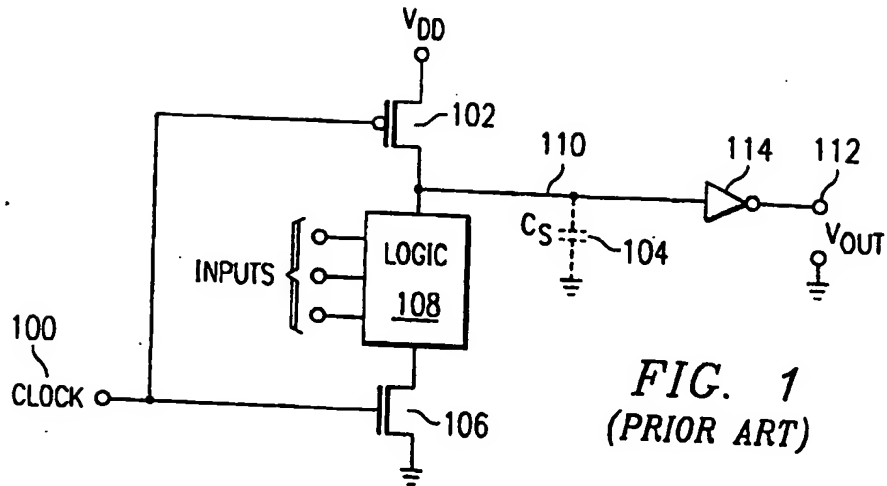 VDD
102
110
114
112
CS
104
VOUT
INPUTS
LOGIC
108
100
CLOCK
106
FIG. 1
(PRIOR ART)